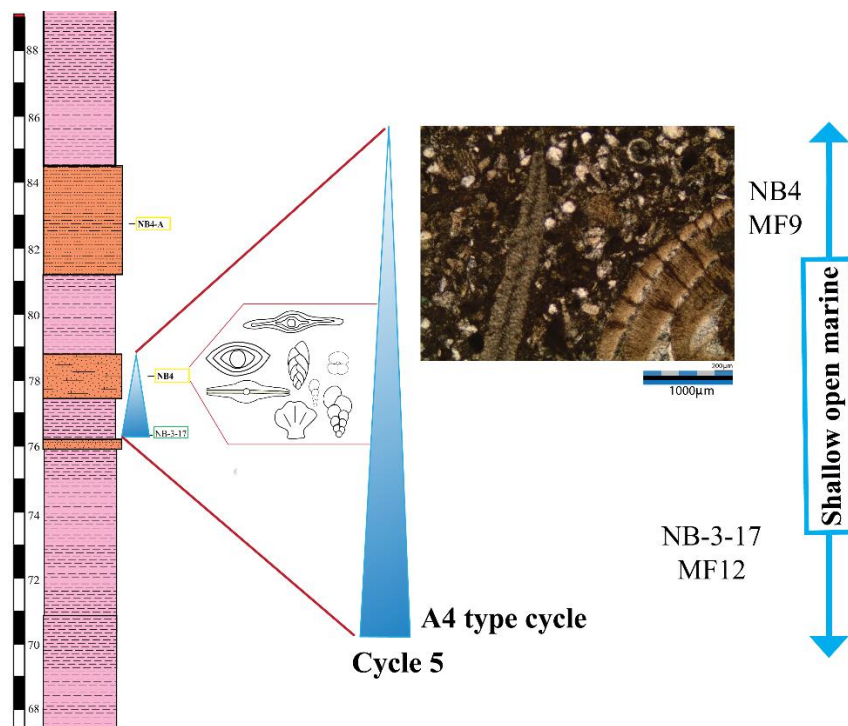 88
86
84
82
80
78
76
74
72
70
68
NB4-A
NB4
NB-3-17
NB4
MF9
200µm
1000µm
Shallow open marine
NB-3-17
MF12
A4 type cycle
Cycle 5